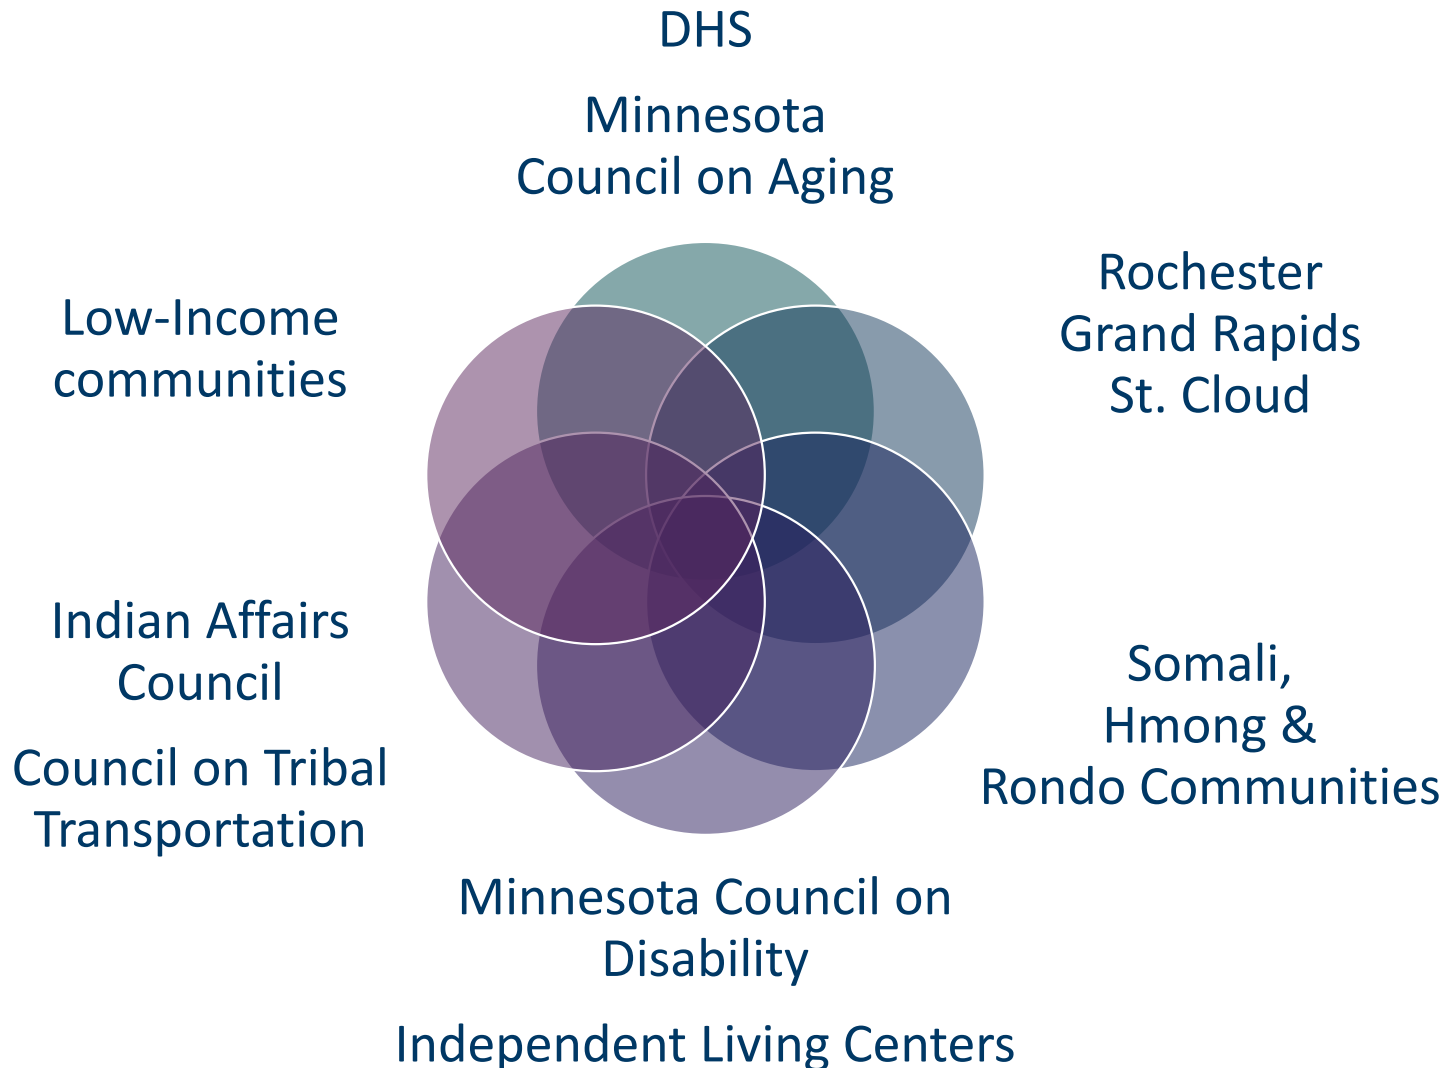 DHS
Minnesota
Council on Aging
Rochester
Grand Rapids
St. Cloud
Somali,
Hmong &
Rondo Communities
Minnesota Council on
Disability
Independent Living Centers
Indian Affairs
Council
Council on Tribal
Transportation
Low-Income
communities